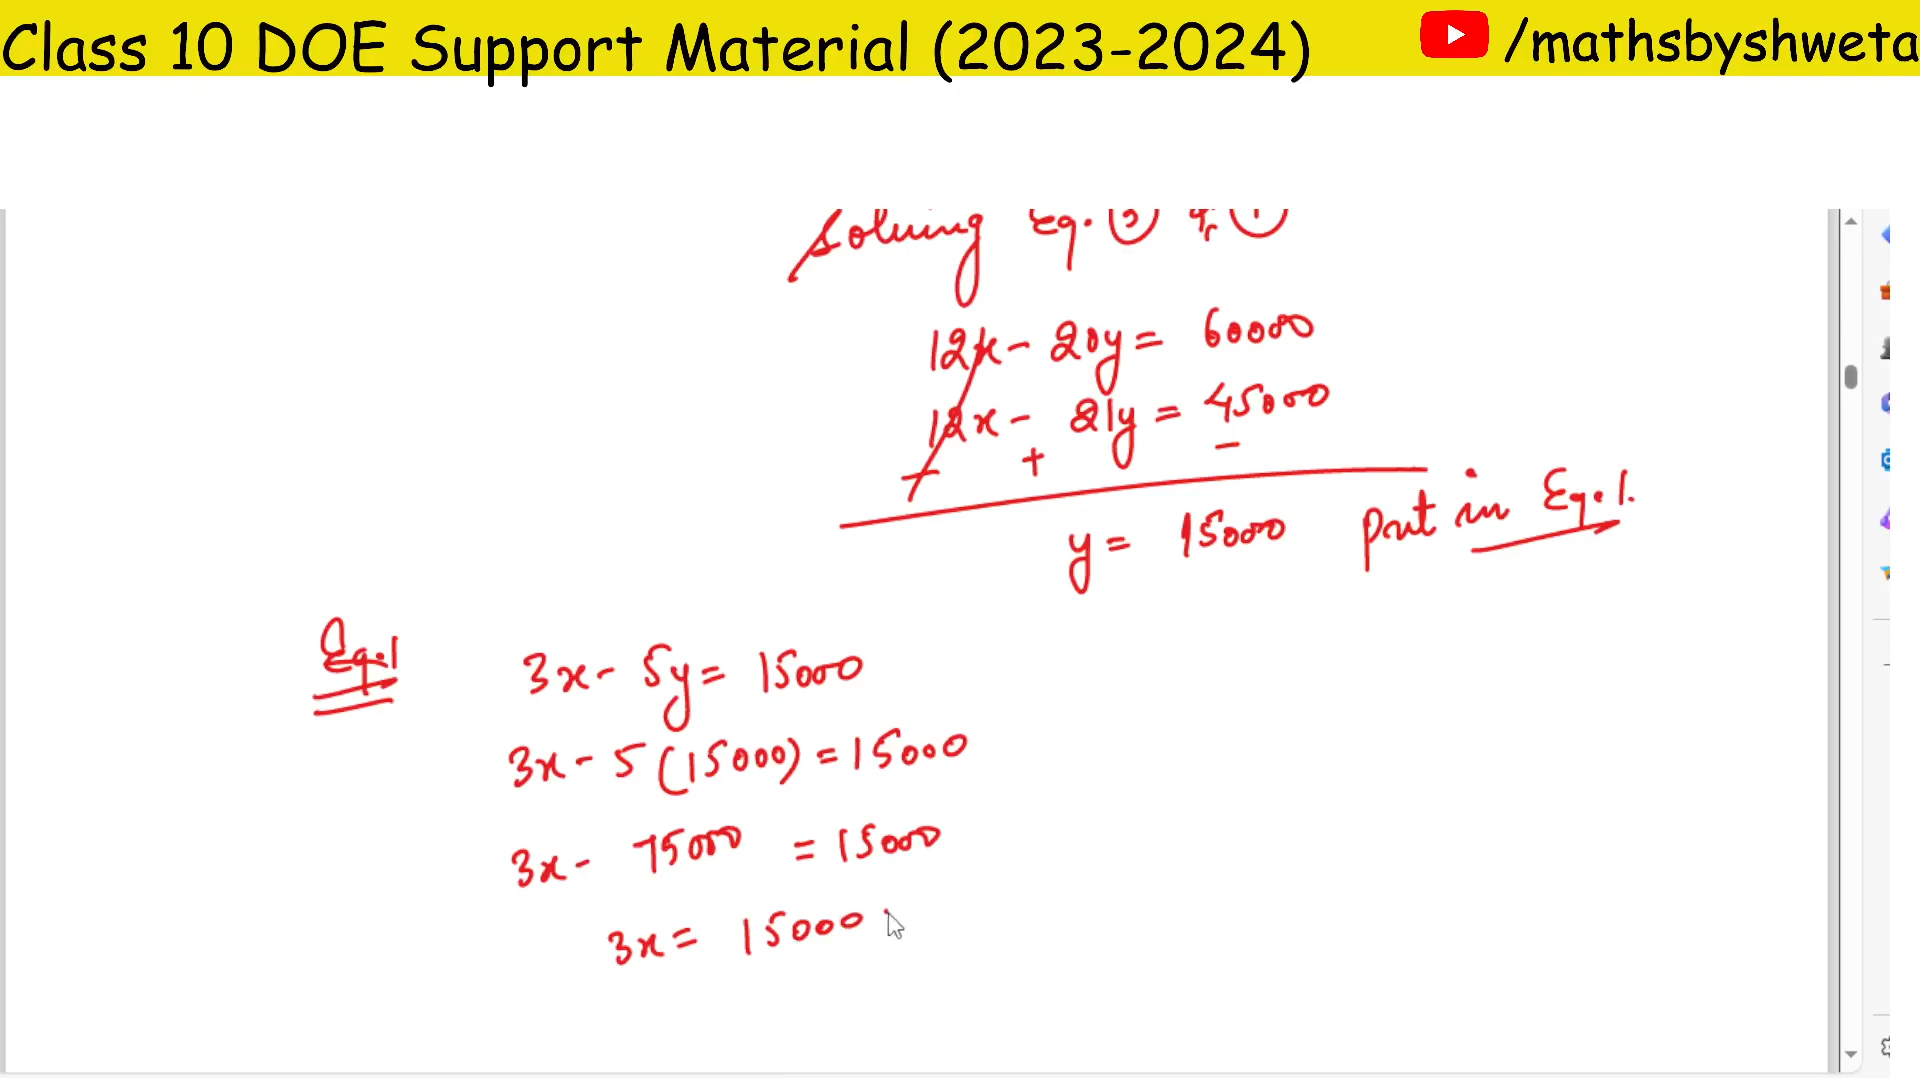 Class 10 DOE Support Material (2023-2024)
/mathsbyshweta
Solving Eq. ③ & ①
12x - 20y = 60000
12x - 21y = 45000
- + -
y = 15000 put in Eq. 1.
Eq. 1
3x - 5y = 15000
3x - 5 (15000) = 15000
3x - 75000 = 15000
3x = 15000